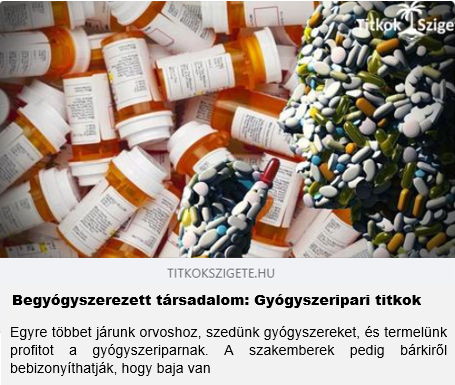 Titkok Szige
TITKOKSZIGETE.HU
Begyógyszerezett társadalom: Gyógyszeripari titkok
Egyre többet járunk orvoshoz, szedünk gyógyszereket, és termelünk
profitot a gyógyszeriparnak. A szakemberek pedig bárkiről
bebizonyíthatják, hogy baja van